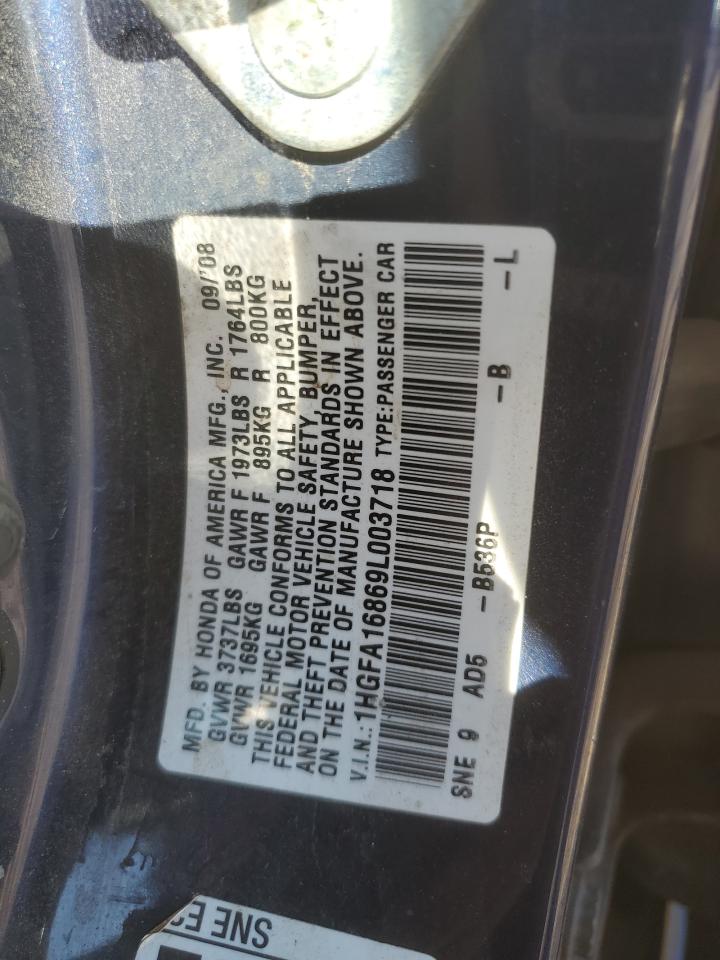 MFD. BY HONDA OF AMERICA MFG., INC. 09/'08
GVWR 3737LBS GAWR F 1973LBS R 1764LBS
GVWR 1695KG GAWR F 895KG R 800KG
THIS VEHICLE CONFORMS TO ALL APPLICABLE
FEDERAL MOTOR VEHICLE SAFETY, BUMPER,
AND THEFT PREVENTION STANDARDS IN EFFECT
ON THE DATE OF MANUFACTURE SHOWN ABOVE.
V.I.N.: 1HGFA16869L003718 TYPE:PASSENGER CAR
SNE 9 AD5 -B536P -B -L
SNE